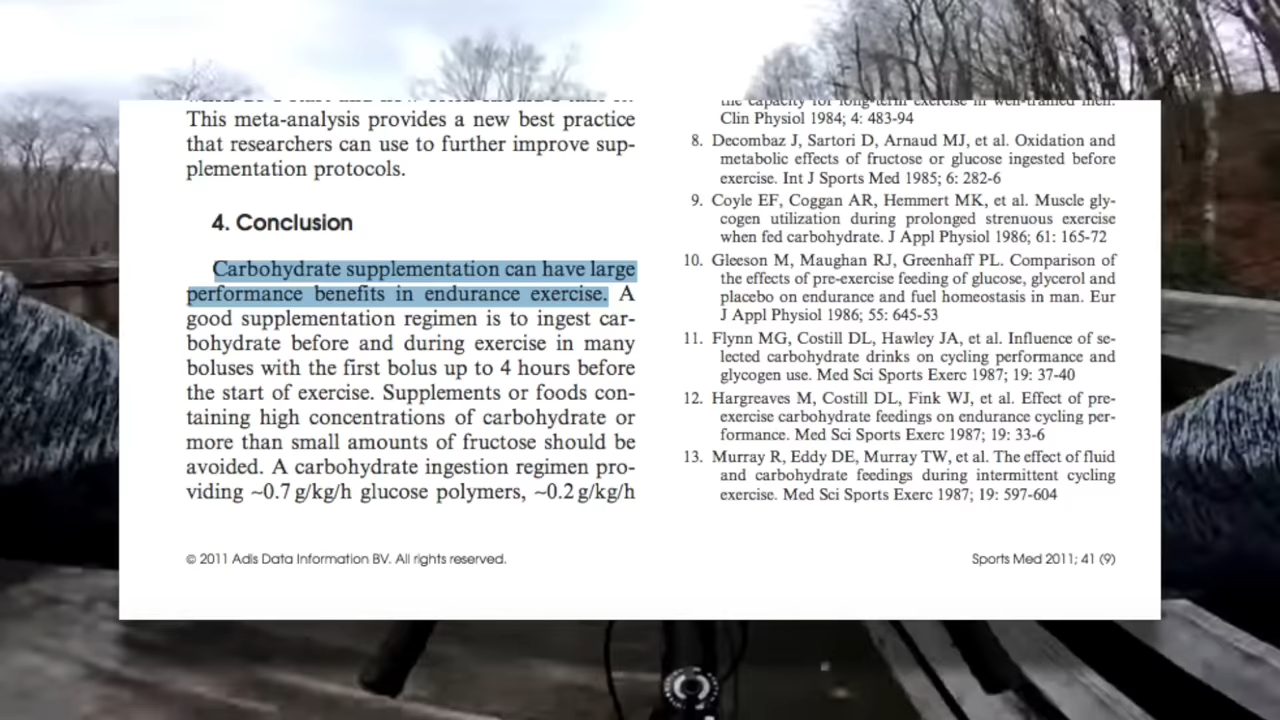 This meta-analysis provides a new best practice
that researchers can use to further improve sup-
plementation protocols.
4. Conclusion
Carbohydrate supplementation can have large
performance benefits in endurance exercise. A
good supplementation regimen is to ingest car-
bohydrate before and during exercise in many
boluses with the first bolus up to 4 hours before
the start of exercise. Supplements or foods con-
taining high concentrations of carbohydrate or
more than small amounts of fructose should be
avoided. A carbohydrate ingestion regimen pro-
viding ~0.7 g/kg/h glucose polymers, ~0.2 g/kg/h
the capacity for long-term exercise in well-trained men.
Clin Physiol 1984; 4: 483-94
8. Decombaz J, Sartori D, Arnaud MJ, et al. Oxidation and
metabolic effects of fructose or glucose ingested before
exercise. Int J Sports Med 1985; 6: 282-6
9. Coyle EF, Coggan AR, Hemmert MK, et al. Muscle gly-
cogen utilization during prolonged strenuous exercise
when fed carbohydrate. J Appl Physiol 1986; 61: 165-72
10. Gleeson M, Maughan RJ, Greenhaff PL. Comparison of
the effects of pre-exercise feeding of glucose, glycerol and
placebo on endurance and fuel homeostasis in man. Eur
J Appl Physiol 1986; 55: 645-53
11. Flynn MG, Costill DL, Hawley JA, et al. Influence of se-
lected carbohydrate drinks on cycling performance and
glycogen use. Med Sci Sports Exerc 1987; 19: 37-40
12. Hargreaves M, Costill DL, Fink WJ, et al. Effect of pre-
exercise carbohydrate feedings on endurance cycling per-
formance. Med Sci Sports Exerc 1987; 19: 33-6
13. Murray R, Eddy DE, Murray TW, et al. The effect of fluid
and carbohydrate feedings during intermittent cycling
exercise. Med Sci Sports Exerc 1987; 19: 597-604
© 2011 Adis Data Information BV. All rights reserved.
Sports Med 2011; 41 (9)